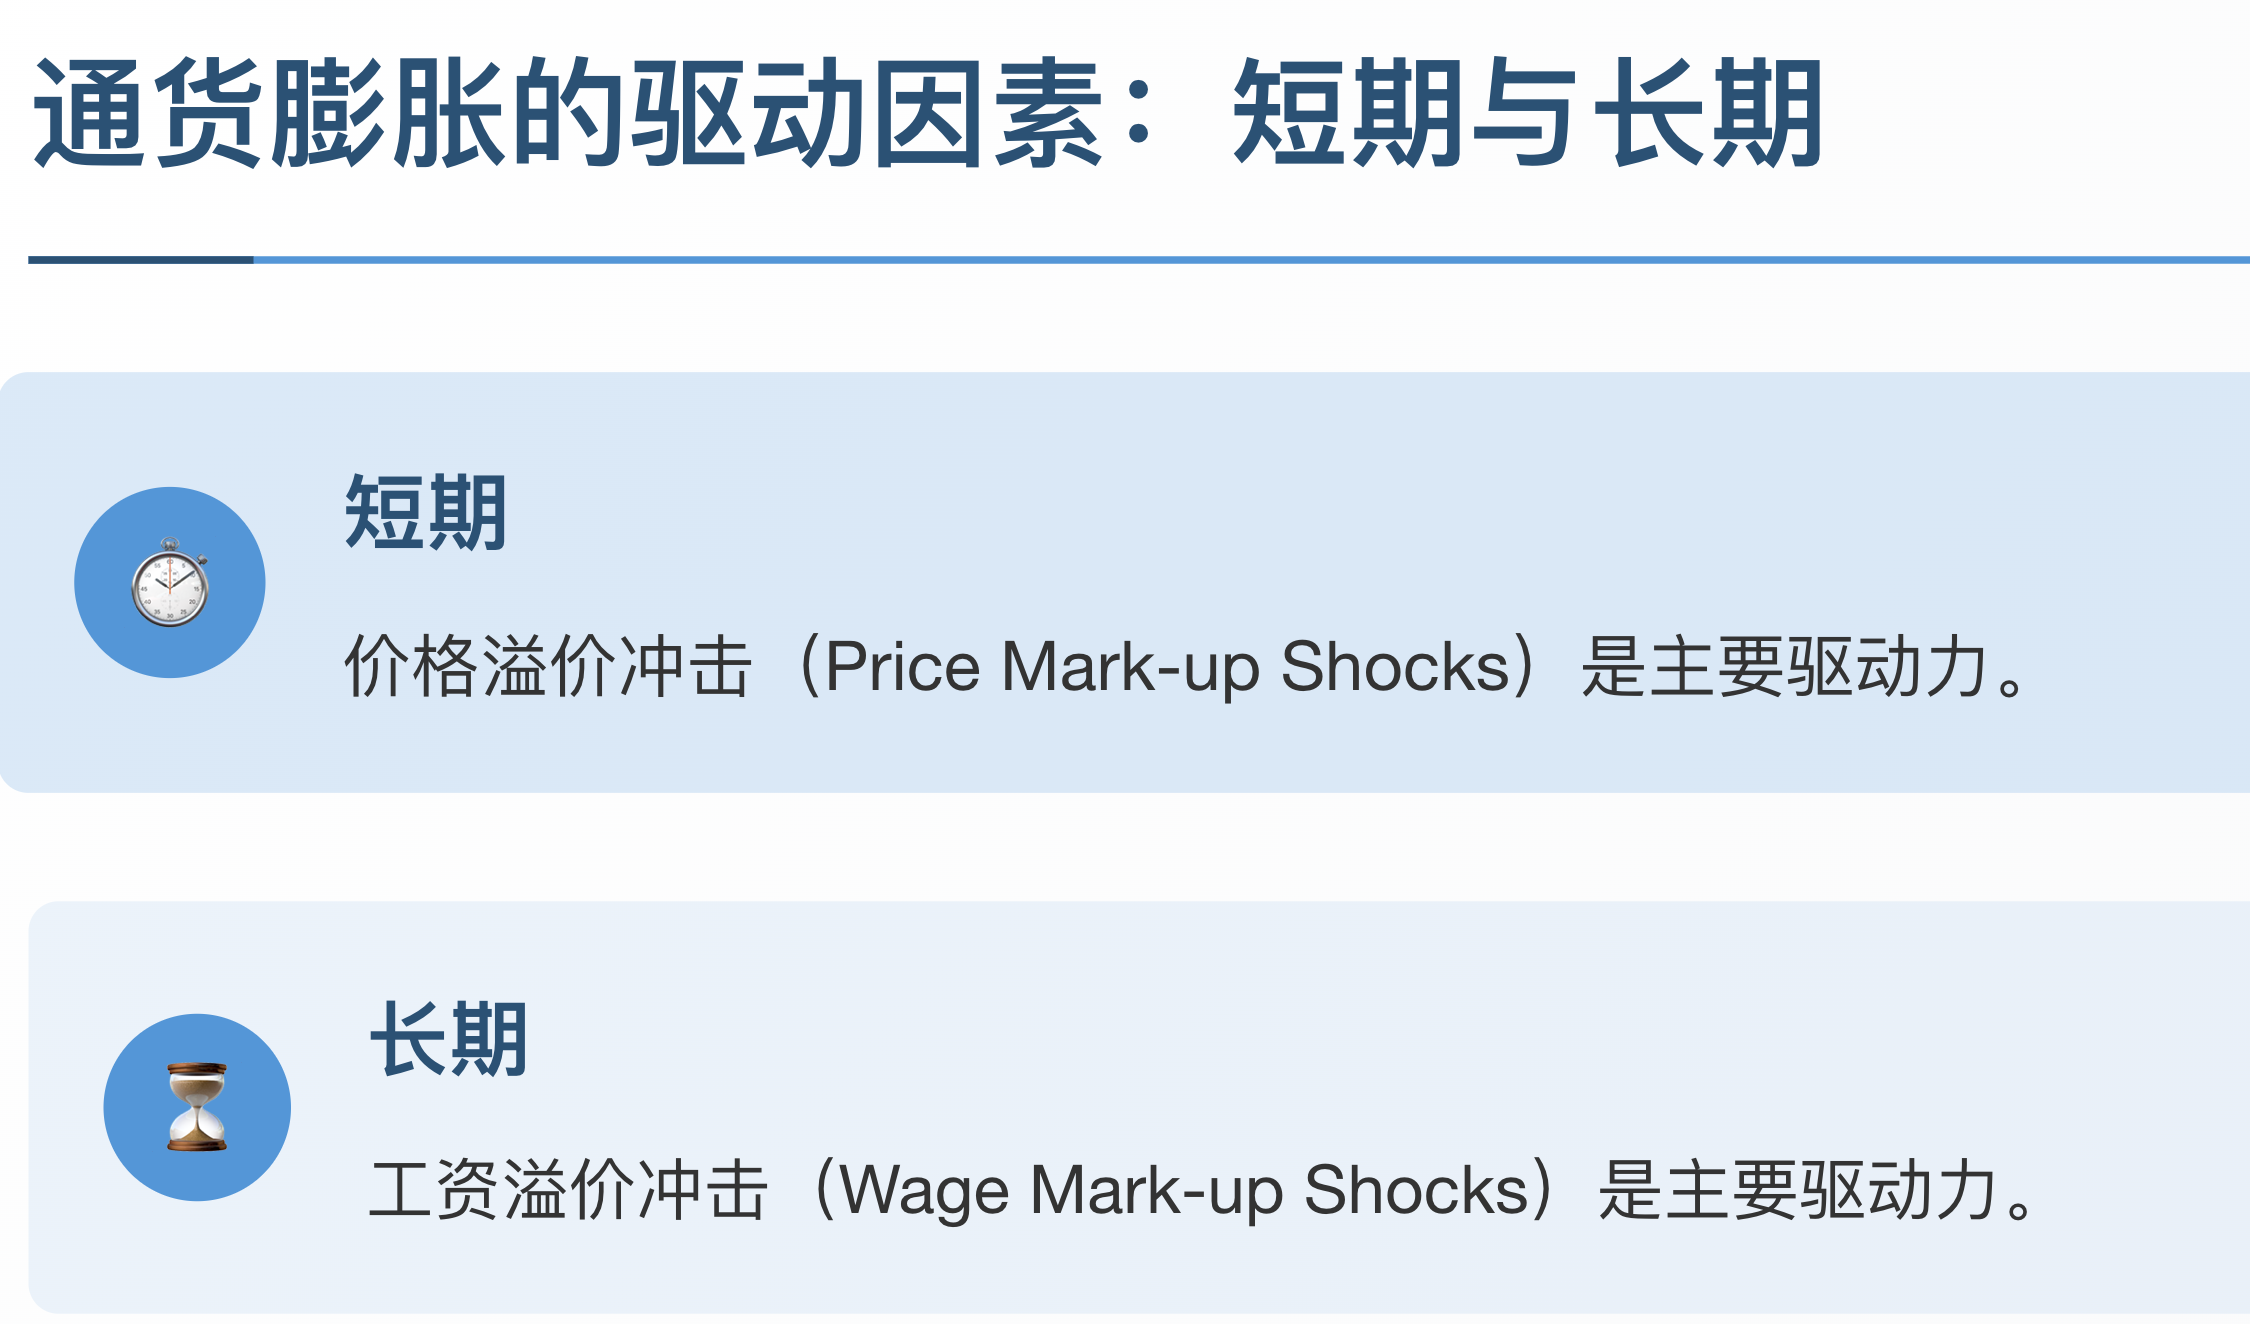 通货膨胀的驱动因素：短期与长期
短期
价格溢价冲击（Price Mark-up Shocks）是主要驱动力。
长期
工资溢价冲击（Wage Mark-up Shocks）是主要驱动力。